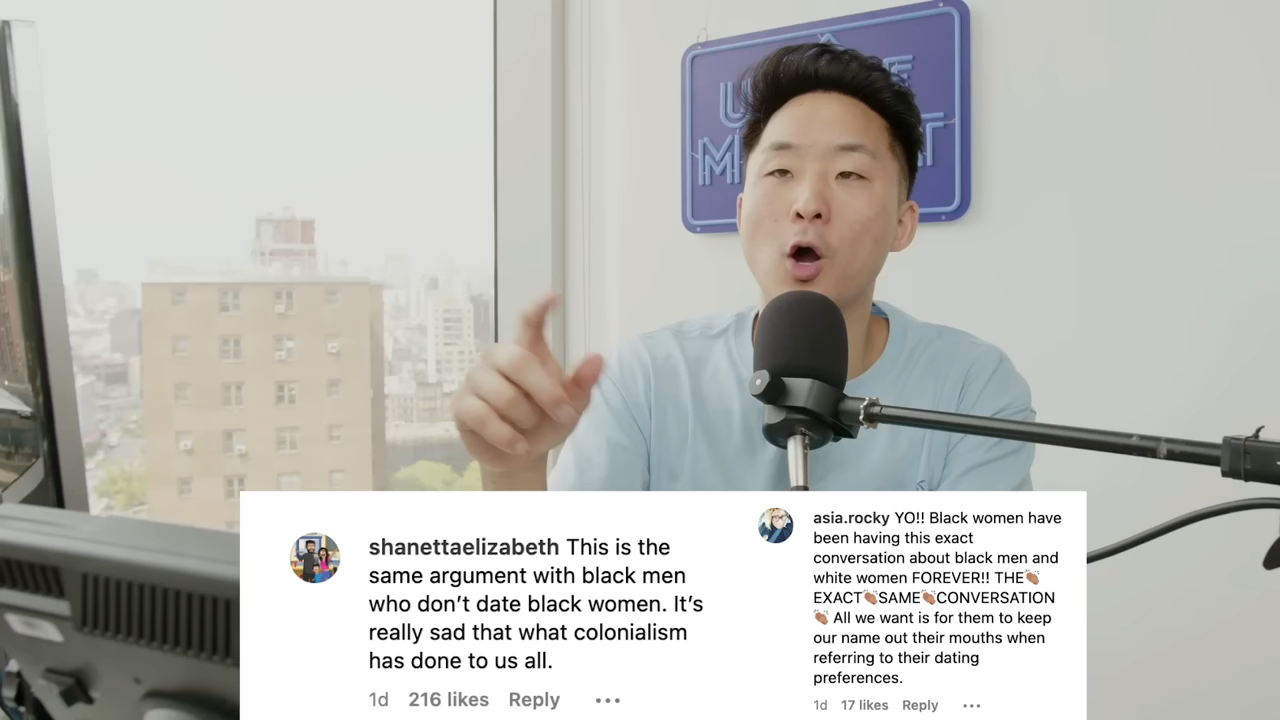 shanettaelizabeth This is the
same argument with black men
who don’t date black women. It’s
really sad that what colonialism
has done to us all.
1d 216 likes Reply •••
asia.rocky YO!! Black women have
been having this exact
conversation about black men and
white women FOREVER!! THE👏🏽
EXACT👏🏽SAME👏🏽CONVERSATION
👏🏽 All we want is for them to keep
our name out their mouths when
referring to their dating
preferences.
1d 17 likes Reply •••